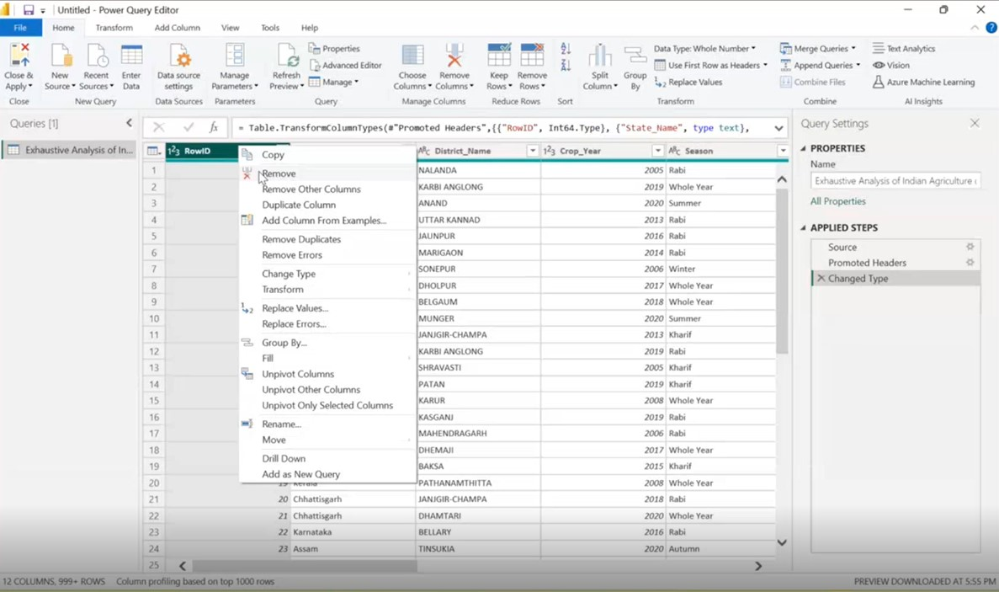 Untitled - Power Query Editor
File Home Transform Add Column View Tools Help
Close & Apply
New Source
Recent Sources
Enter Data
Data source settings
Manage Parameters
Refresh Preview
Properties
Advanced Editor
Manage
Choose Columns
Remove Columns
Keep Rows
Remove Rows
Split Column
Group By
Data Type: Whole Number
Use First Row as Headers
Replace Values
Merge Queries
Append Queries
Combine Files
Text Analytics
Vision
Azure Machine Learning
Close New Query Data Sources Parameters Query Manage Columns Reduce Rows Sort Transform Combine AI Insights
Queries [1]
Exhaustive Analysis of In...
fx = Table.TransformColumnTypes(#"Promoted Headers",{{"RowID", Int64.Type}, {"State_Name", type text},
RowID District_Name Crop_Year Season
1 NALANDA 2005 Rabi
2 KARBI ANGLONG 2019 Whole Year
3 ANAND 2020 Summer
4 UTTAR KANNAD 2013 Rabi
5 JAUNPUR 2016 Rabi
6 MARIGAON 2014 Rabi
7 SONEPUR 2006 Winter
8 DHOLPUR 2017 Whole Year
9 BELGAUM 2018 Whole Year
10 MUNGER 2020 Summer
11 JANJGIR-CHAMPA 2013 Kharif
12 KARBI ANGLONG 2019 Rabi
13 SHRAVASTI 2005 Kharif
14 PATAN 2019 Kharif
15 KARUR 2008 Whole Year
16 KASGANJ 2019 Rabi
17 MAHENDRAGARH 2006 Rabi
18 DHEMAJI 2017 Whole Year
19 BAKSA 2015 Kharif
20 19 Kerala PATHANAMTHITTA 2008 Whole Year
21 20 Chhattisgarh JANJGIR-CHAMPA 2018 Rabi
22 21 Chhattisgarh DHAMTARI 2020 Whole Year
23 22 Karnataka BELLARY 2016 Rabi
24 23 Assam TINSUKIA 2020 Autumn
25
Copy
Remove
Remove Other Columns
Duplicate Column
Add Column From Examples...
Remove Duplicates
Remove Errors
Change Type
Transform
Replace Values...
Replace Errors...
Group By...
Fill
Unpivot Columns
Unpivot Other Columns
Unpivot Only Selected Columns
Rename...
Move
Drill Down
Add as New Query
Query Settings
PROPERTIES
Name
Exhaustive Analysis of Indian Agriculture
All Properties
APPLIED STEPS
Source
Promoted Headers
Changed Type
12 COLUMNS, 999+ ROWS Column profiling based on top 1000 rows
PREVIEW DOWNLOADED AT 5:55 PM